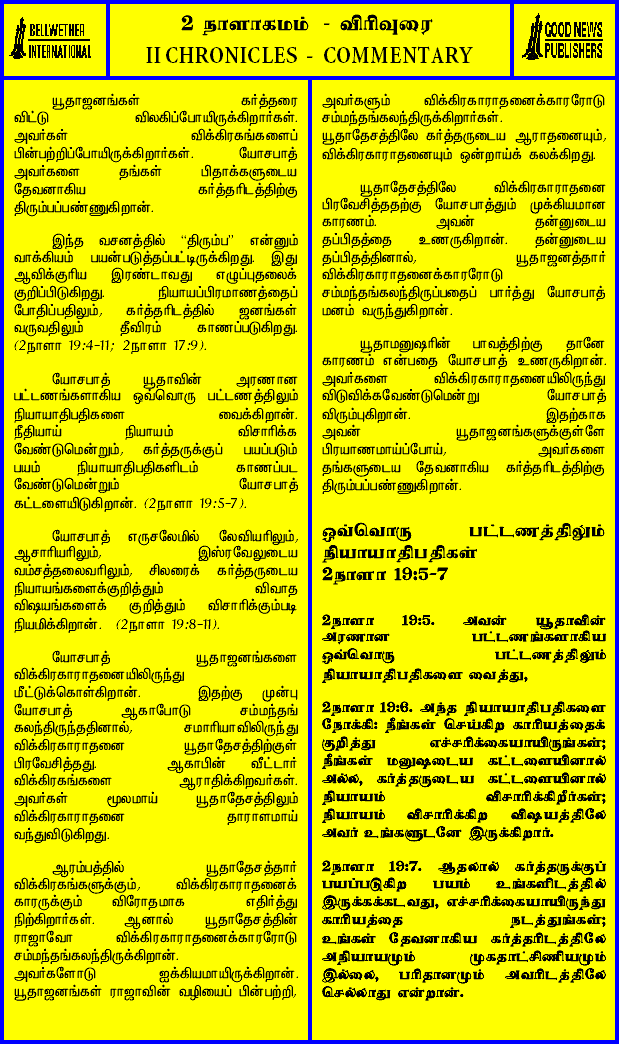 BELLWETHER
INTERNATIONAL
2 நாளாகமம் - விரிவுரை
II CHRONICLES - COMMENTARY
GOOD NEWS
PUBLISHERS
யூதாஜனங்கள் கர்த்தரை
விட்டு விலகிப்போயிருக்கிறார்கள்.
அவர்கள் விக்கிரகங்களைப்
பின்பற்றிப்போயிருக்கிறார்கள். யோசபாத்
அவர்களை தங்கள் பிதாக்களுடைய
தேவனாகிய கர்த்தரிடத்திற்கு
திரும்பப்பண்ணுகிறான்.
இந்த வசனத்தில் “திரும்ப” என்னும்
வாக்கியம் பயன்படுத்தப்பட்டிருக்கிறது. இது
ஆவிக்குரிய இரண்டாவது எழுப்புதலைக்
குறிப்பிடுகிறது. நியாயப்பிரமாணத்தைப்
போதிப்பதிலும், கர்த்தரிடத்தில் ஜனங்கள்
வருவதிலும் தீவிரம் காணப்படுகிறது.
(2நாளா 19:4-11; 2நாளா 17:9).
யோசபாத் யூதாவின் அரணான
பட்டணங்களாகிய ஒவ்வொரு பட்டணத்திலும்
நியாயாதிபதிகளை வைக்கிறான்.
நீதியாய் நியாயம் விசாரிக்க
வேண்டுமென்றும், கர்த்தருக்குப் பயப்படும்
பயம் நியாயாதிபதிகளிடம் காணப்பட
வேண்டுமென்றும் யோசபாத்
கட்டளையிடுகிறான். (2நாளா 19:5-7).
யோசபாத் எருசலேமில் லேவியரிலும்,
ஆசாரியரிலும், இஸ்ரவேலுடைய
வம்சத்தலைவரிலும், சிலரைக் கர்த்தருடைய
நியாயங்களைக்குறித்தும் விவாத
விஷயங்களைக் குறித்தும் விசாரிக்கும்படி
நியமிக்கிறான். (2நாளா 19:8-11).
யோசபாத் யூதாஜனங்களை
விக்கிரகாராதனையிலிருந்து
மீட்டுக்கொள்கிறான். இதற்கு முன்பு
யோசபாத் ஆகாபோடு சம்மந்தங்
கலந்திருந்ததினால், சமாரியாவிலிருந்து
விக்கிரகாராதனை யூதாதேசத்திற்குள்
பிரவேசித்தது. ஆகாபின் வீட்டார்
விக்கிரகங்களை ஆராதிக்கிறவர்கள்.
அவர்கள் மூலமாய் யூதாதேசத்திலும்
விக்கிரகாராதனை தாராளமாய்
வந்துவிடுகிறது.
ஆரம்பத்தில் யூதாதேசத்தார்
விக்கிரகங்களுக்கும், விக்கிரகாராதனைக்
காரருக்கும் விரோதமாக எதிர்த்து
நிற்கிறார்கள். ஆனால் யூதாதேசத்தின்
ராஜாவோ விக்கிரகாராதனைக்காரரோடு
சம்மந்தங்கலந்திருக்கிறான்.
அவர்களோடு ஐக்கியமாயிருக்கிறான்.
யூதாஜனங்கள் ராஜாவின் வழியைப் பின்பற்றி,
அவர்களும் விக்கிரகாராதனைக்காரரோடு
சம்மந்தங்கலந்திருக்கிறார்கள்.
யூதாதேசத்திலே கர்த்தருடைய ஆராதனையும்,
விக்கிரகாராதனையும் ஒன்றாய்க் கலக்கிறது.
யூதாதேசத்திலே விக்கிரகாராதனை
பிரவேசித்ததற்கு யோசபாத்தும் முக்கியமான
காரணம். அவன் தன்னுடைய
தப்பிதத்தை உணருகிறான். தன்னுடைய
தப்பிதத்தினால், யூதாஜனத்தார்
விக்கிரகாராதனைக்காரரோடு
சம்மந்தங்கலந்திருப்பதைப் பார்த்து யோசபாத்
மனம் வருந்துகிறான்.
யூதாமனுஷரின் பாவத்திற்கு தானே
காரணம் என்பதை யோசபாத் உணருகிறான்.
அவர்களை விக்கிரகாராதனையிலிருந்து
விடுவிக்கவேண்டுமென்று யோசபாத்
விரும்புகிறான். இதற்காக
அவன் யூதாஜனங்களுக்குள்ளே
பிரயாணமாய்ப்போய், அவர்களை
தங்களுடைய தேவனாகிய கர்த்தரிடத்திற்கு
திரும்பப்பண்ணுகிறான்.
ஒவ்வொரு பட்டணத்திலும்
நியாயாதிபதிகள்
2நாளா 19:5-7
2நாளா 19:5. அவன் யூதாவின்
அரணான பட்டணங்களாகிய
ஒவ்வொரு பட்டணத்திலும்
நியாயாதிபதிகளை வைத்து,
2நாளா 19:6. அந்த நியாயாதிபதிகளை
நோக்கி: நீங்கள் செய்கிற காரியத்தைக்
குறித்து எச்சரிக்கையாயிருங்கள்;
நீங்கள் மனுஷடைய கட்டளையினால்
அல்ல, கர்த்தருடைய கட்டளையினால்
நியாயம் விசாரிக்கிறீர்கள்;
நியாயம் விசாரிக்கிற விஷயத்திலே
அவர் உங்களுடனே இருக்கிறார்.
2நாளா 19:7. ஆதலால் கர்த்தருக்குப்
பயப்படுகிற பயம் உங்களிடத்தில்
இருக்கக்கடவது, எச்சரிக்கையாயிருந்து
காரியத்தை நடத்துங்கள்;
உங்கள் தேவனாகிய கர்த்தரிடத்திலே
அநியாயமும் முகதாட்சிணியமும்
இல்லை, பரிதானமும் அவரிடத்திலே
செல்லாது என்றான்.